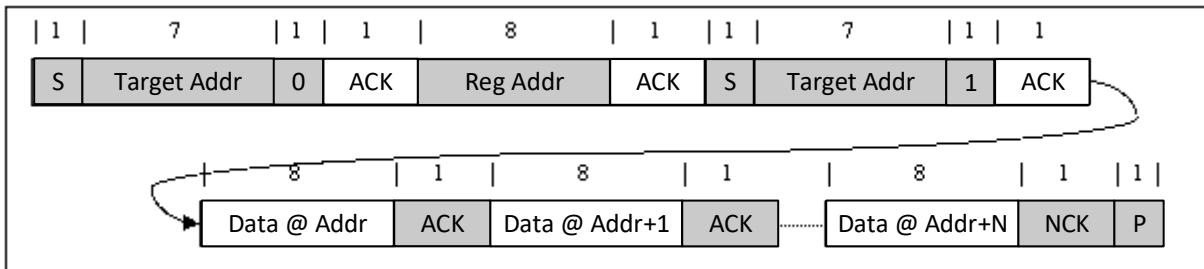 | 1 | 7 | 1 | 1 | 8 | 1 | 1 | 7 | 1 | 1
S Target Addr 0 ACK Reg Addr ACK S Target Addr 1 ACK
| 8 | 1 | 8 | 1 | 8 | 1 | 1 |
Data @ Addr ACK Data @ Addr+1 ACK Data @ Addr+N NCK P